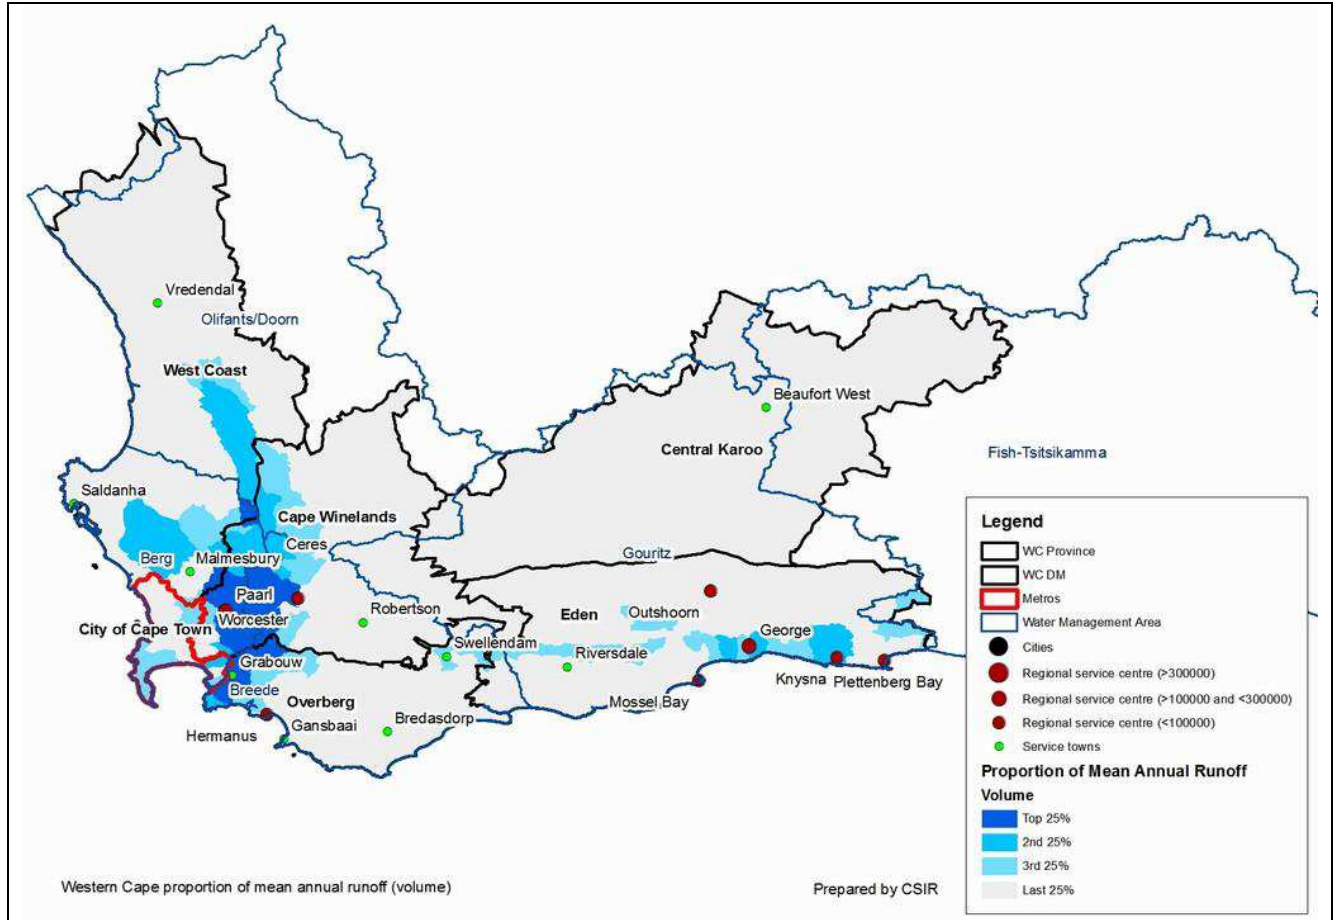 Vredendal
Olifants/Doorn
West Coast
Beaufort West
Central Karoo
Fish-Tsitsikamma
Saldanha
Cape Winelands
Ceres
Berg
Malmesbury
Gouritz
Paarl
Robertson
Eden
Outshoorn
Worcester
City of Cape Town
George
Swellendam
Riversdale
Grabouw
Knysna
Plettenberg Bay
Breede
Overberg
Mossel Bay
Bredasdorp
Gansbaai
Hermanus
Legend
WC Province
WC DM
Metros
Water Management Area
Cities
Regional service centre (>300000)
Regional service centre (>100000 and <300000)
Regional service centre (<100000)
Service towns
Proportion of Mean Annual Runoff
Volume
Top 25%
2nd 25%
3rd 25%
Last 25%
Western Cape proportion of mean annual runoff (volume)
Prepared by CSIR